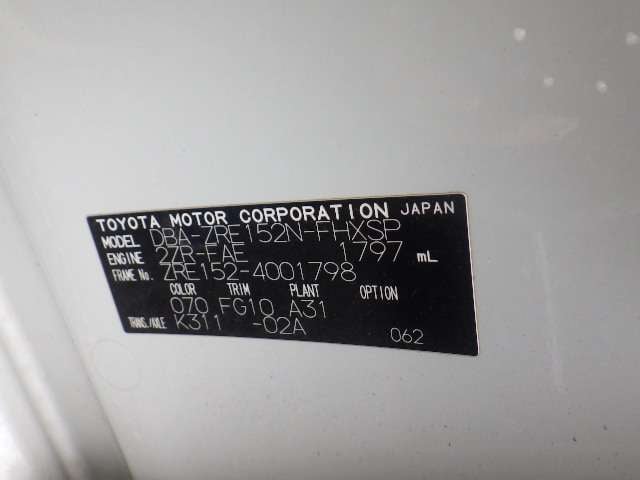 TOYOTA MOTOR CORPORATION JAPAN
MODEL DBA-ZRE152N-FHXSP
ENGINE 2ZR-FAE 1797 mL
FRAME No. ZRE152-4001798
COLOR TRIM PLANT OPTION
070 FG10 A31
TRANS./AXLE K311 -02A
062